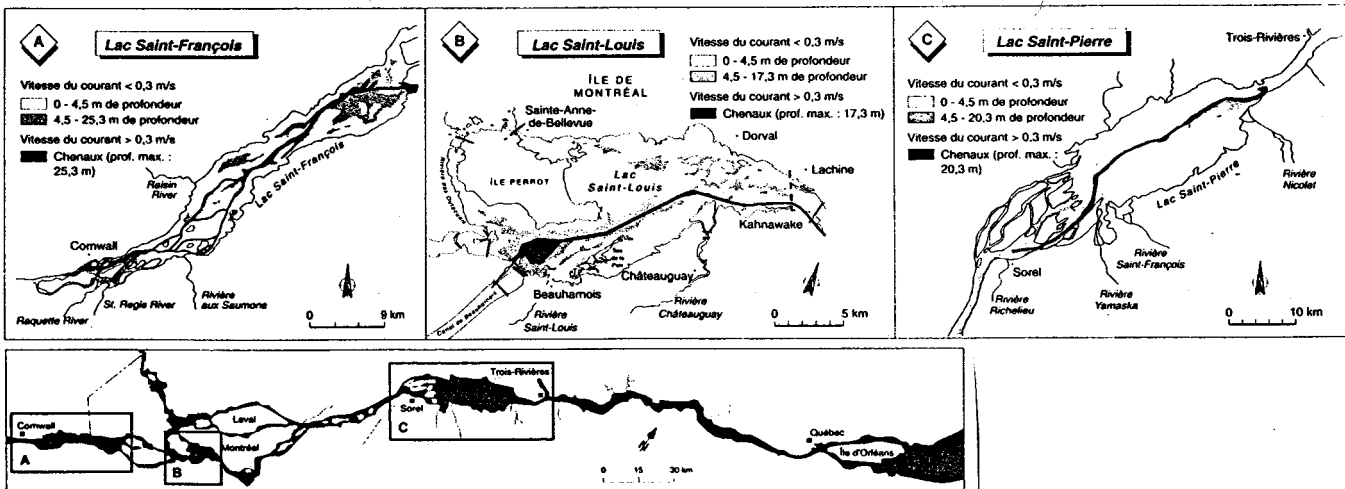 A
Lac Saint-François
Vitesse du courant < 0,3 m/s
0 - 4,5 m de profondeur
4,5 - 25,3 m de profondeur
Vitesse du courant > 0,3 m/s
Chenaux (prof. max. :
25,3 m)
Raisin
River
Lac Saint-François
Cornwall
St. Regis River
Raquette River
Rivière
aux Saumons
0 9 km
B
Lac Saint-Louis
Vitesse du courant < 0,3 m/s
0 - 4,5 m de profondeur
4,5 - 17,3 m de profondeur
Vitesse du courant > 0,3 m/s
Chenaux (prof. max. : 17,3 m)
ÎLE DE
MONTRÉAL
Sainte-Anne-
de-Bellevue
Dorval
Lachine
Lac
Saint-Louis
ÎLE PERROT
Kahnawake
Châteauguay
Beauharnois
Canal de Beauharnois
Rivière
Saint-Louis
Rivière
Châteauguay
0 5 km
C
Lac Saint-Pierre
Trois-Rivières
Vitesse du courant < 0,3 m/s
0 - 4,5 m de profondeur
4,5 - 20,3 m de profondeur
Vitesse du courant > 0,3 m/s
Chenaux (prof. max. :
20,3 m)
Rivière
Nicolet
Lac Saint-Pierre
Rivière
Saint-François
Sorel
Rivière
Yamaska
Rivière
Richelieu
0 10 km
Cornwall
A
Laval
Montréal
B
Sorel
Trois-Rivières
C
N
0 15 30 km
Québec
Île d'Orléans